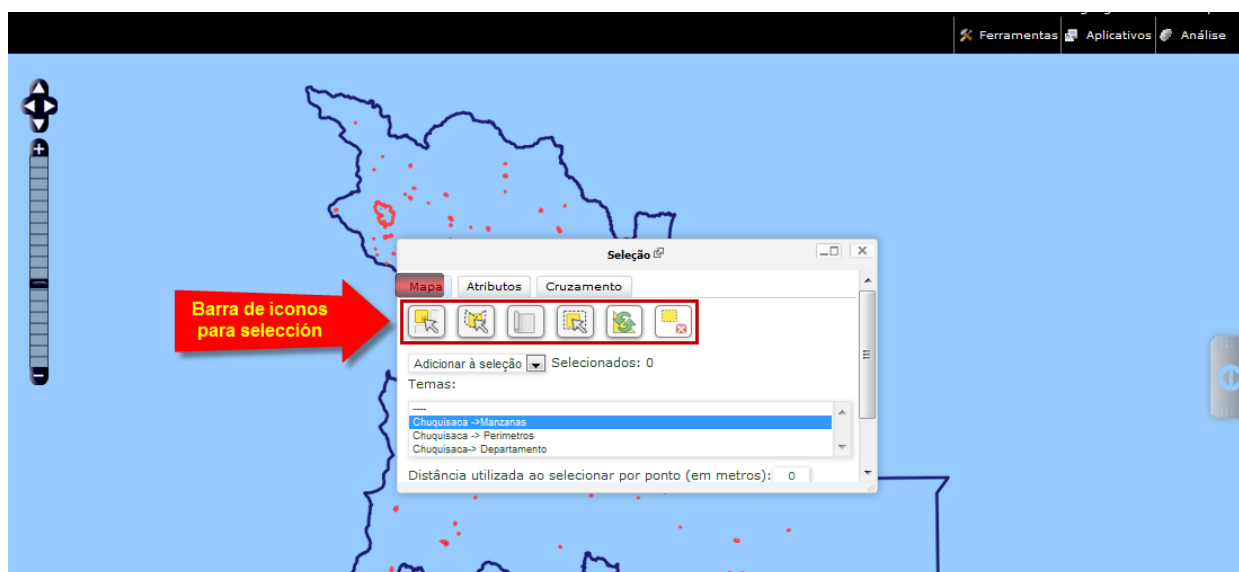 Ferramentas Aplicativos Análise
Seleção
Mapa Atributos Cruzamento
Barra de iconos
para selección
Adicionar à seleção Selecionados: 0
Temas:
----
Chuquisaca ->Manzanas
Chuquisaca -> Perimetros
Chuquisaca-> Departamento
Distância utilizada ao selecionar por ponto (em metros): 0